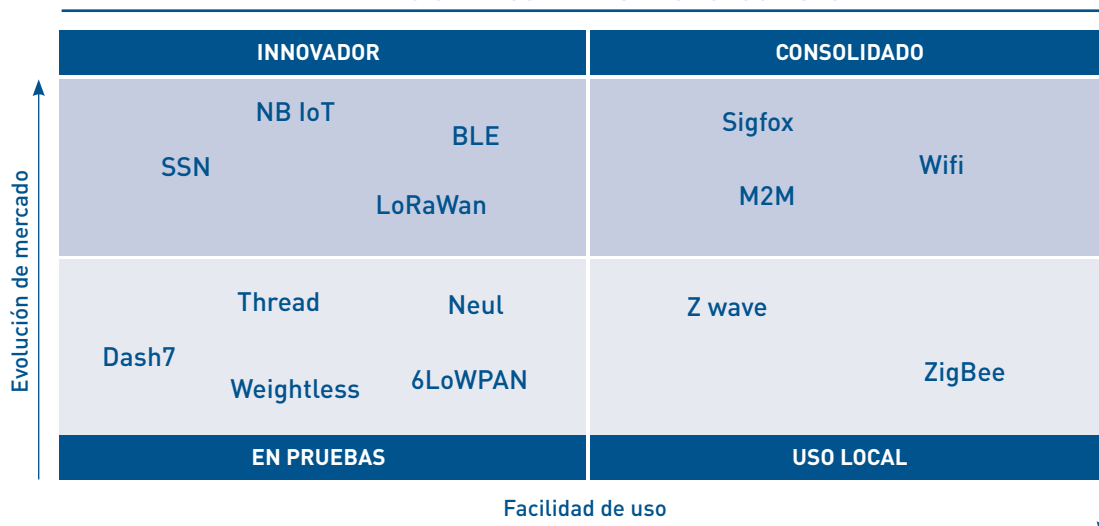 INNOVADOR
CONSOLIDADO
NB IoT
BLE
SSN
LoRaWan
Sigfox
Wifi
M2M
Evolución de mercado
Thread
Neul
Dash7
Weightless
6LoWPAN
Z wave
ZigBee
EN PRUEBAS
USO LOCAL
Facilidad de uso